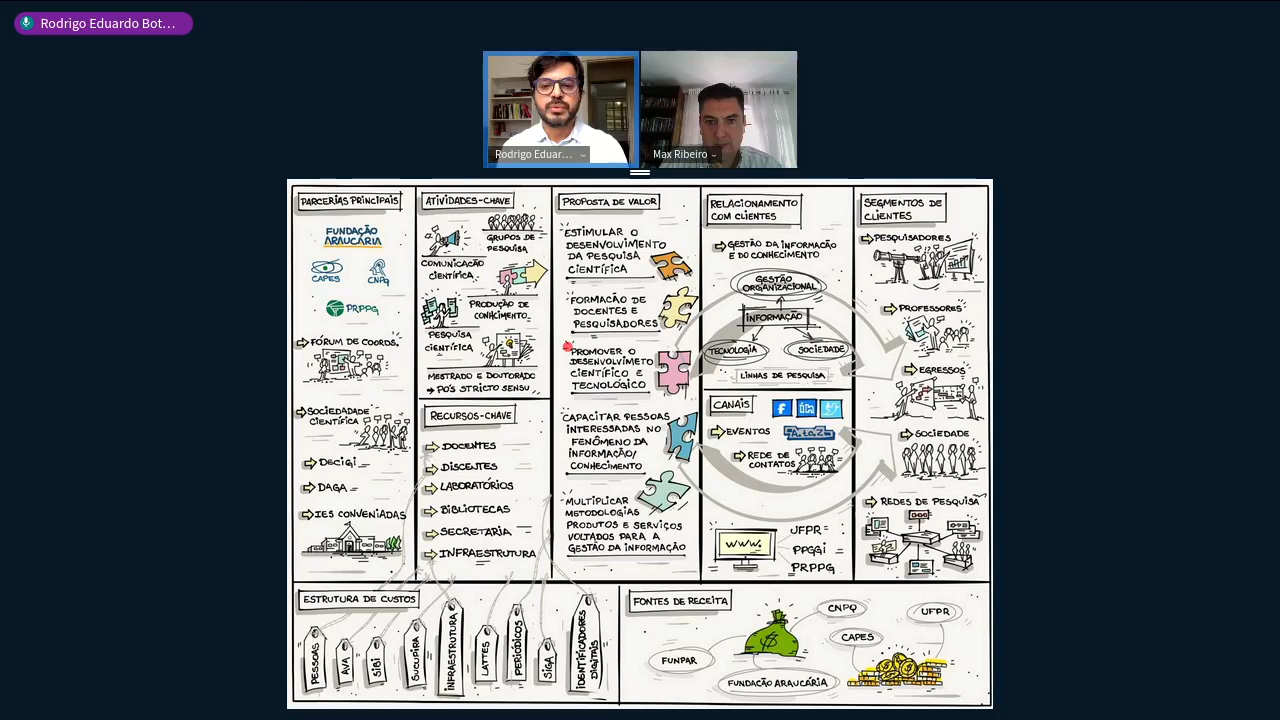 Rodrigo Eduardo Bot...
Rodrigo Eduar...
Max Ribeiro
PARCERIAS PRINCIPAIS
FUNDAÇÃO
ARAUCÁRIA
CAPES
CNPq
PRPPG
FÓRUM DE COORDS.
SOCIEDADADE
CIENTÍFICA
DECIGI
DAGA
IES CONVENIADAS
ATIVIDADES-CHAVE
GRUPOS DE
PESQUISA
COMUNICAÇÃO
CIENTÍFICA
PRODUÇÃO DE
CONHCIMENTO
PESQUISA
CIENTÍFICA
MESTRADO E DOUTORADO
PÓS STRICTO SENSU
RECURSOS-CHAVE
DOCENTES
DISCENTES
LABORATÓRIOS
BIBLIOTECAS
SECRETARIA
INFRAESTRUTURA
PROPOSTA DE VALOR
ESTIMULAR O
DESENVOLVIMENTO
DA PESQUISA
CIENTÍFICA
FORMAÇÃO DE
DOCENTES E
PESQUISADORES
PROMOVER O
DESENVOLVIMETO
CIENTÍFICO E
TECNOLÓGICO
CAPACITAR PESSOAS
INTERESSADAS NO
FENÔMENO DA
INFORMAÇÃO/
CONHECIMENTO
MULTIPLICAR
METODOLOGIAS
PRODUTOS E SERVIÇOS
VOLTADOS PARA A
GESTÃO DA INFORMAÇÃO
RELACIONAMENTO
COM CLIENTES
GESTÃO DA INFORMAÇÃO
E DO CONHECIMENTO
GESTÃO
ORGANIZACIONAL
INFORMAÇÃO
TECNOLOGIA
SOCIEDADE
LINHAS DE PESQUISA
CANAIS
EVENTOS
A.to.Z
REDE DE
CONTATOS
WWW.
UFPR
PPGGI
PRPPG
SEGMENTOS DE
CLIENTES
PESQUISADORES
PROFESSORES
EGRESSOS
SOCIEDADE
REDES DE PESQUISA
ESTRUTURA DE CUSTOS
PESSOAS
AVA
SIBI
SUCUPIRA
INFRAESTRUTURA
LATTES
PERIÓDICOS
SIGA
IDENTIFICADORES
DIGITAIS
FONTES DE RECEITA
FUNPAR
CNPQ
CAPES
UFPR
FUNDAÇÃO ARAUCÁRIA